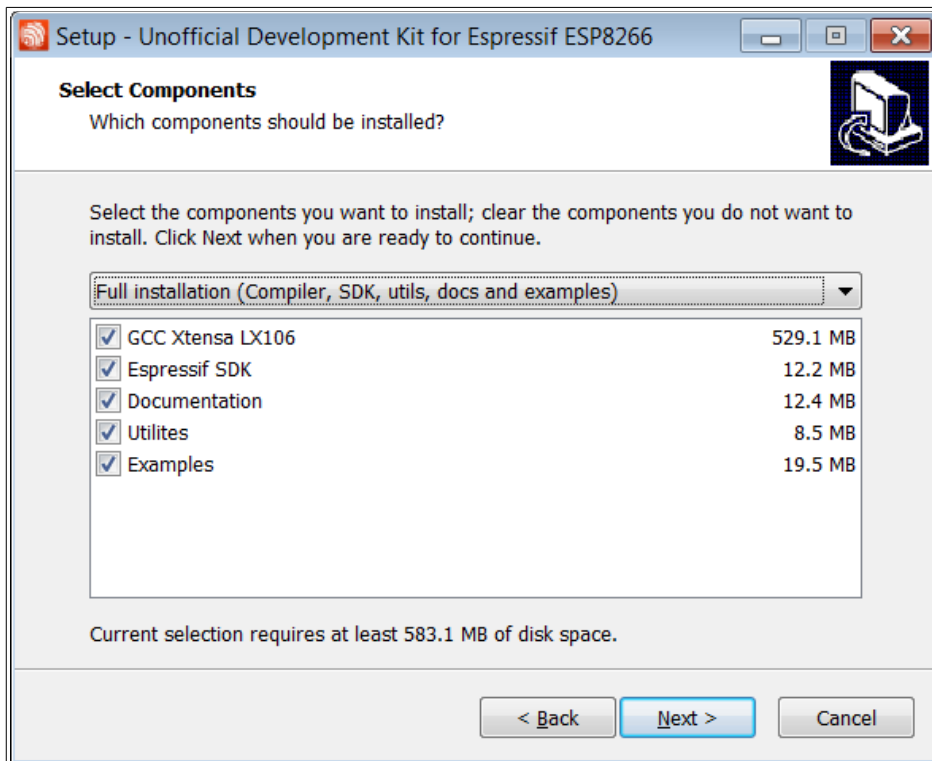 Setup - Unofficial Development Kit for Espressif ESP8266
Select Components
Which components should be installed?
Select the components you want to install; clear the components you do not want to
install. Click Next when you are ready to continue.
Full installation (Compiler, SDK, utils, docs and examples)
GCC Xtensa LX106 529.1 MB
Espressif SDK 12.2 MB
Documentation 12.4 MB
Utilites 8.5 MB
Examples 19.5 MB
Current selection requires at least 583.1 MB of disk space.
< Back Next > Cancel